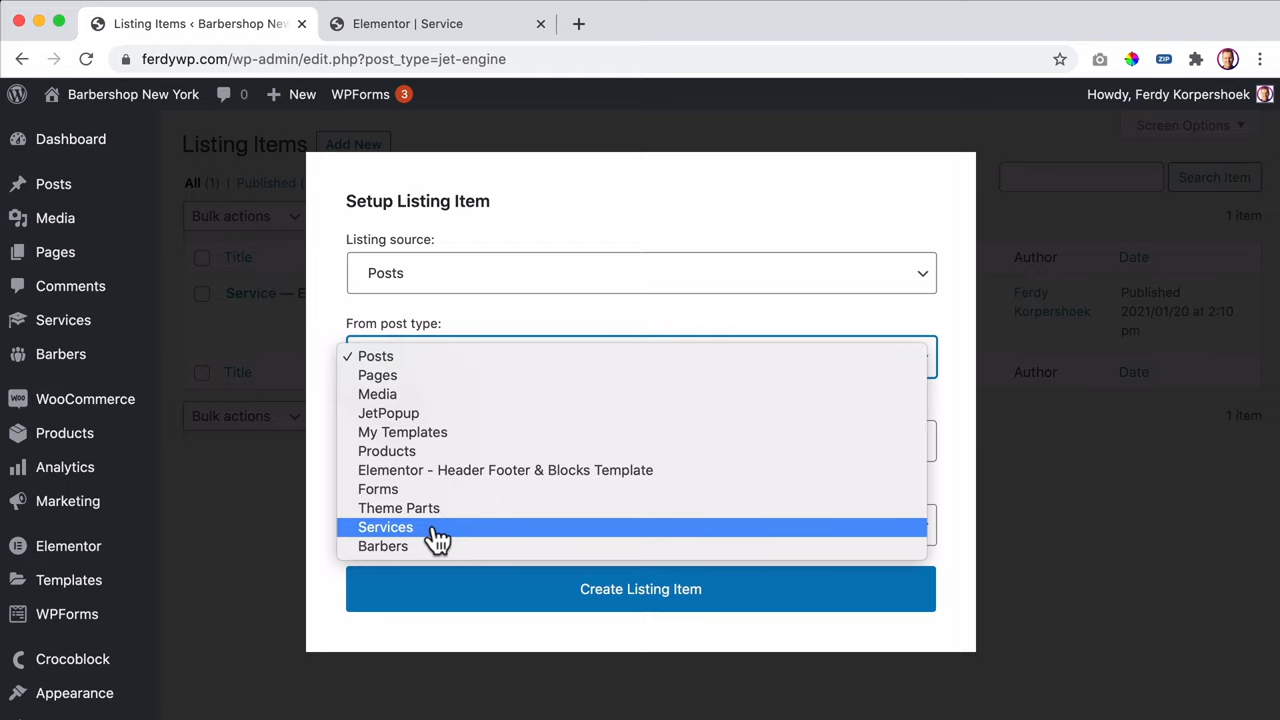 Listing Items ‹ Barbershop New
Elementor | Service
ferdywp.com/wp-admin/edit.php?post_type=jet-engine
ZIP
Barbershop New York
0
New
WPForms 3
Howdy, Ferdy Korpershoek
Dashboard
Posts
Media
Pages
Comments
Services
Barbers
WOO WooCommerce
Products
Analytics
Marketing
Elementor
Templates
WPForms
Crocoblock
Appearance
Screen Options
Listing Items
Add New
All (1) | Published (
Search Item
Bulk actions
1 item
Title
Author
Date
Service — E
Ferdy
Korpershoek
Published
2021/01/20 at 2:10
pm
Title
Author
Date
Bulk actions
1 item
Setup Listing Item
Listing source:
Posts
From post type:
✓ Posts
Pages
Media
JetPopup
My Templates
Products
Elementor - Header Footer & Blocks Template
Forms
Theme Parts
Services
Barbers
Create Listing Item